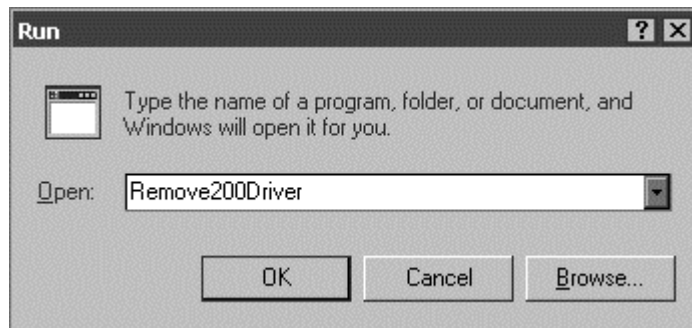 Run
Type the name of a program, folder, or document, and
Windows will open it for you.
Open: Remove200Driver
OK Cancel Browse...